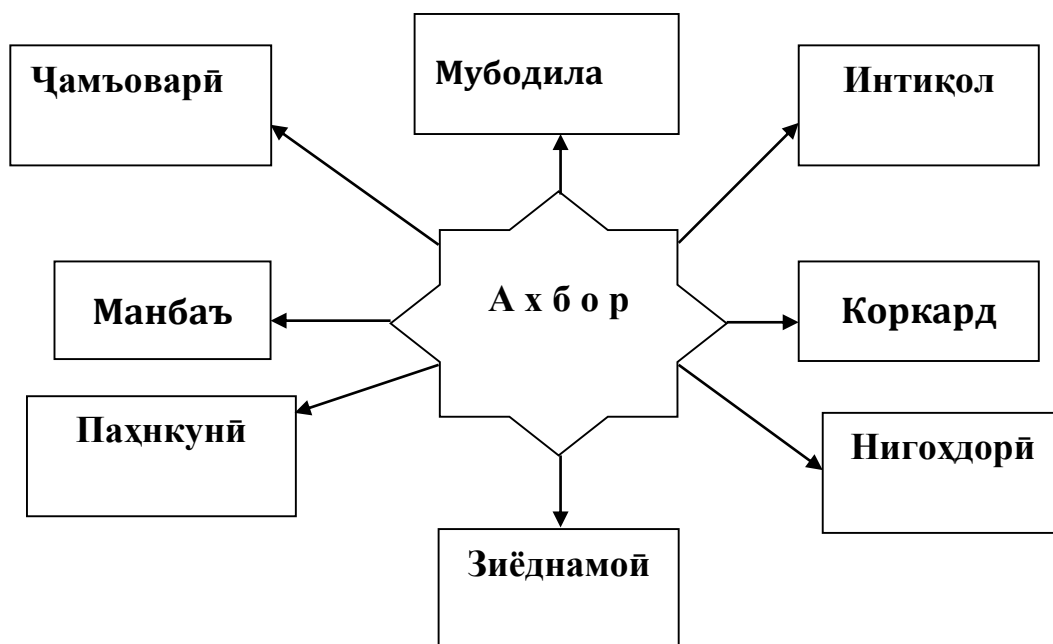 Ҷамъоварӣ
Мубодила
Интиқол
А х б о р
Манбаъ
Коркард
Паҳнкунӣ
Нигоҳдорӣ
Зиёднамоӣ